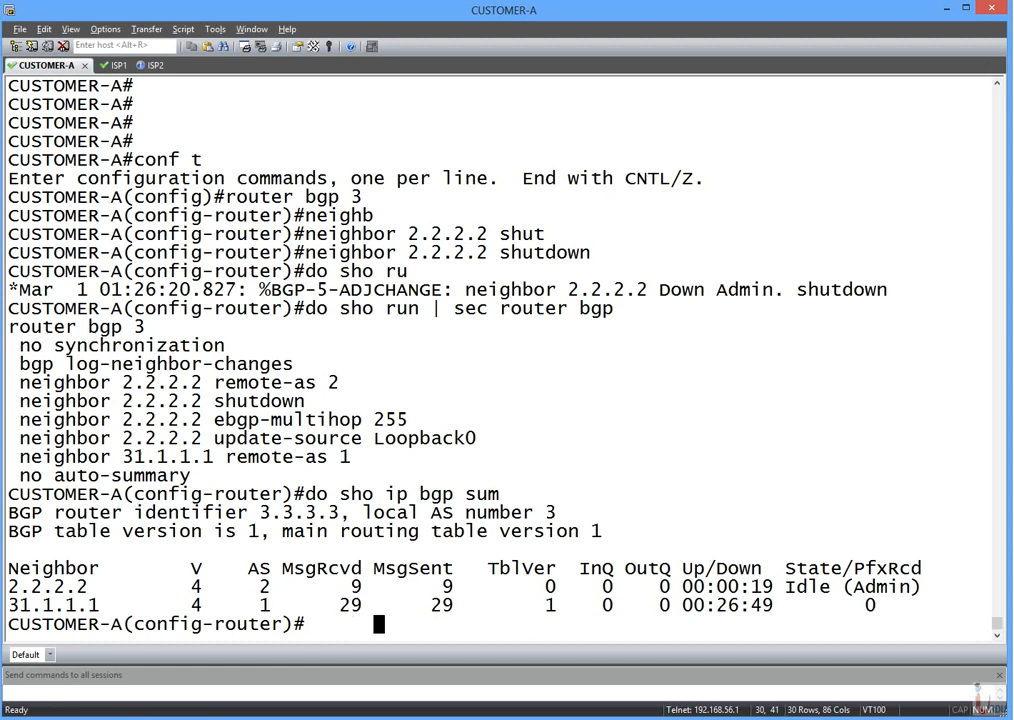 CUSTOMER-A
File Edit View Options Transfer Script Tools Window Help
Enter host <Alt+R>
CUSTOMER-A ISP1 ISP2
CUSTOMER-A#
CUSTOMER-A#
CUSTOMER-A#
CUSTOMER-A#
CUSTOMER-A#conf t
Enter configuration commands, one per line.  End with CNTL/Z.
CUSTOMER-A(config)#router bgp 3
CUSTOMER-A(config-router)#neighb
CUSTOMER-A(config-router)#neighbor 2.2.2.2 shut
CUSTOMER-A(config-router)#neighbor 2.2.2.2 shutdown
CUSTOMER-A(config-router)#do sho ru
*Mar  1 01:26:20.827: %BGP-5-ADJCHANGE: neighbor 2.2.2.2 Down Admin. shutdown
CUSTOMER-A(config-router)#do sho run | sec router bgp
router bgp 3
 no synchronization
 bgp log-neighbor-changes
 neighbor 2.2.2.2 remote-as 2
 neighbor 2.2.2.2 shutdown
 neighbor 2.2.2.2 ebgp-multihop 255
 neighbor 2.2.2.2 update-source Loopback0
 neighbor 31.1.1.1 remote-as 1
 no auto-summary
CUSTOMER-A(config-router)#do sho ip bgp sum
BGP router identifier 3.3.3.3, local AS number 3
BGP table version is 1, main routing table version 1
Neighbor        V    AS MsgRcvd MsgSent   TblVer  InQ OutQ Up/Down  State/PfxRcd
2.2.2.2         4     2       9       9        0    0    0 00:00:19 Idle (Admin)
31.1.1.1        4     1      29      29        1    0    0 00:26:49        0
CUSTOMER-A(config-router)#
Default
Send commands to all sessions
Ready Telnet: 192.168.56.1 30, 41 30 Rows, 86 Cols VT100 CAP NUM